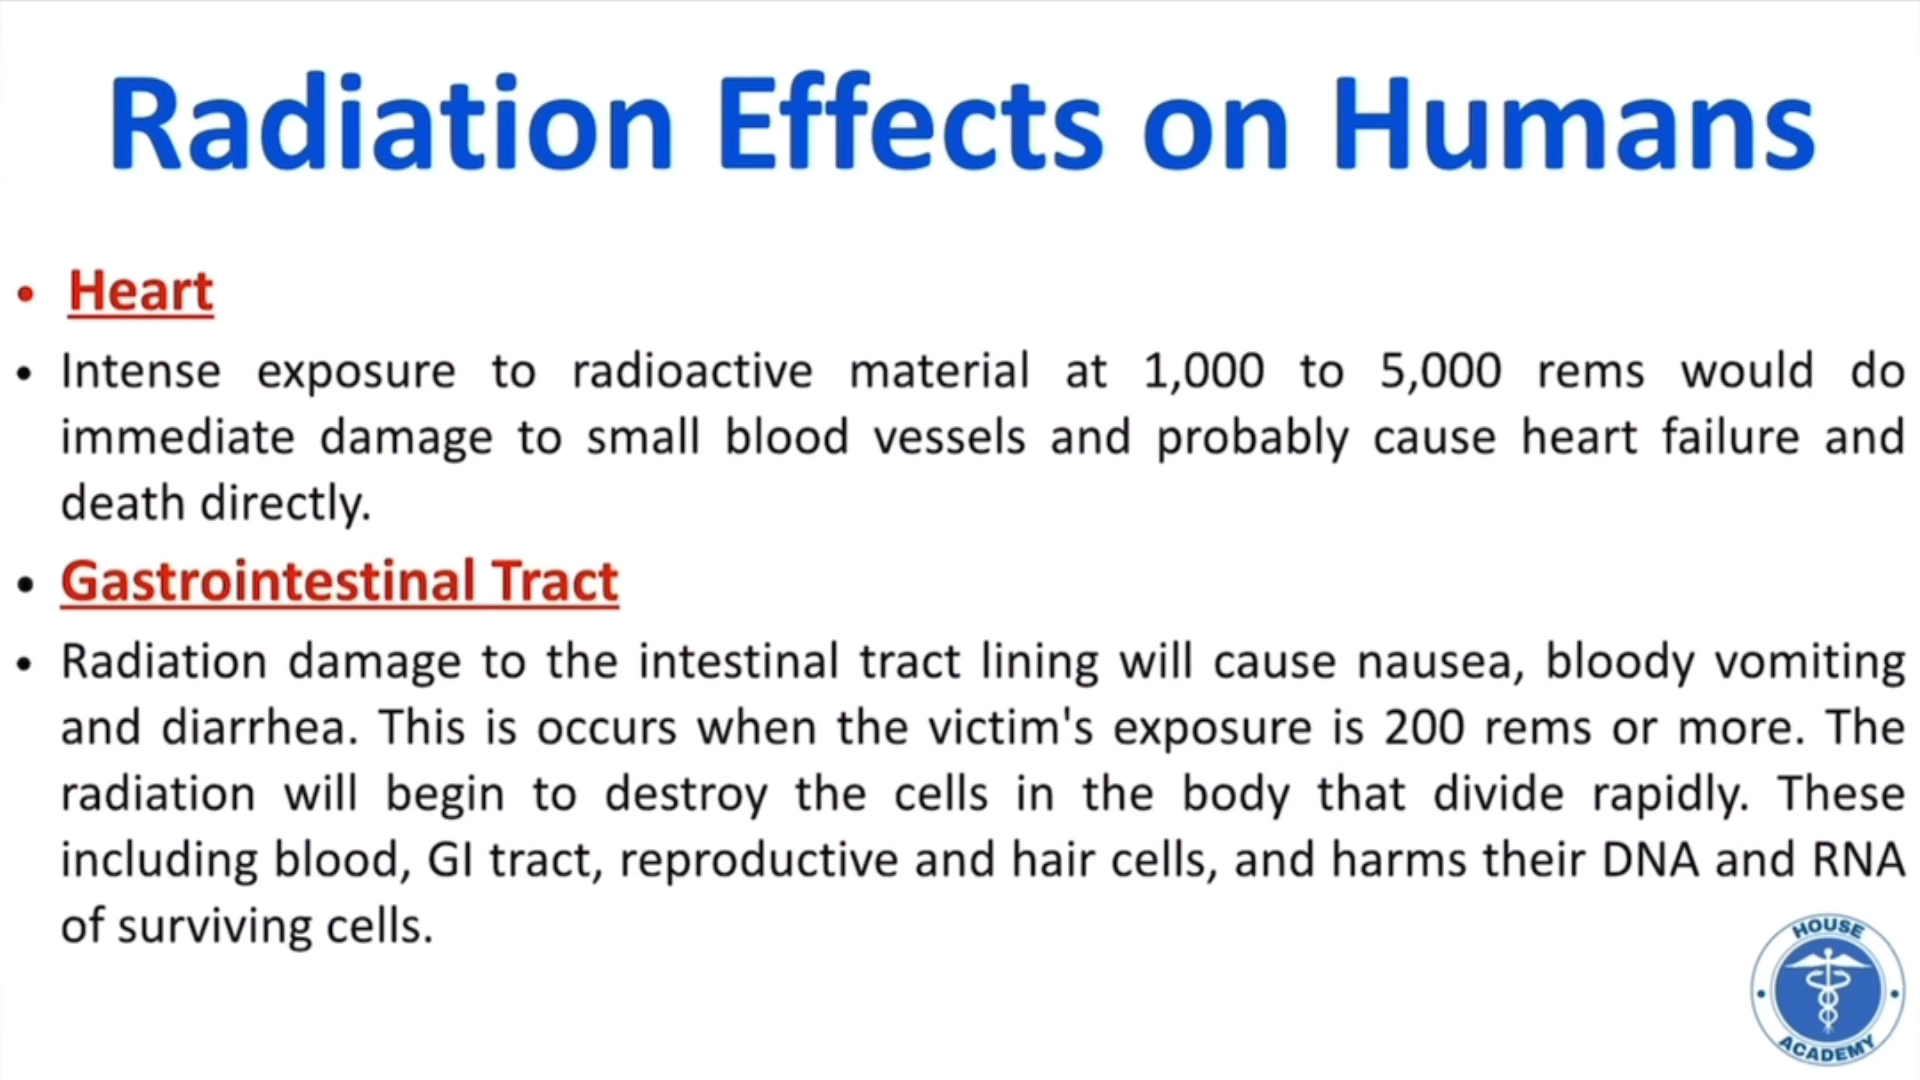 Radiation Effects on Humans
• Heart
• Intense exposure to radioactive material at 1,000 to 5,000 rems would do
immediate damage to small blood vessels and probably cause heart failure and
death directly.
• Gastrointestinal Tract
• Radiation damage to the intestinal tract lining will cause nausea, bloody vomiting
and diarrhea. This is occurs when the victim's exposure is 200 rems or more. The
radiation will begin to destroy the cells in the body that divide rapidly. These
including blood, GI tract, reproductive and hair cells, and harms their DNA and RNA
of surviving cells.
HOUSE
ACADEMY